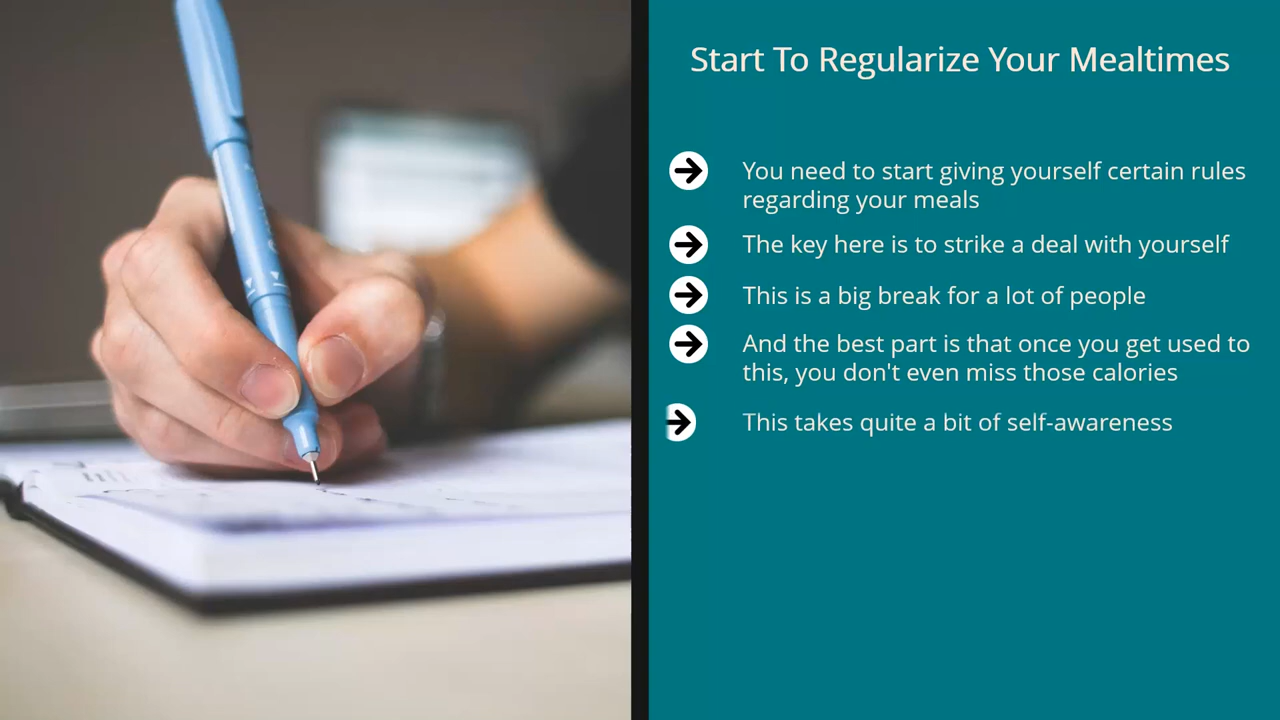 Start To Regularize Your Mealtimes
You need to start giving yourself certain rules
regarding your meals
The key here is to strike a deal with yourself
This is a big break for a lot of people
And the best part is that once you get used to
this, you don't even miss those calories
This takes quite a bit of self-awareness